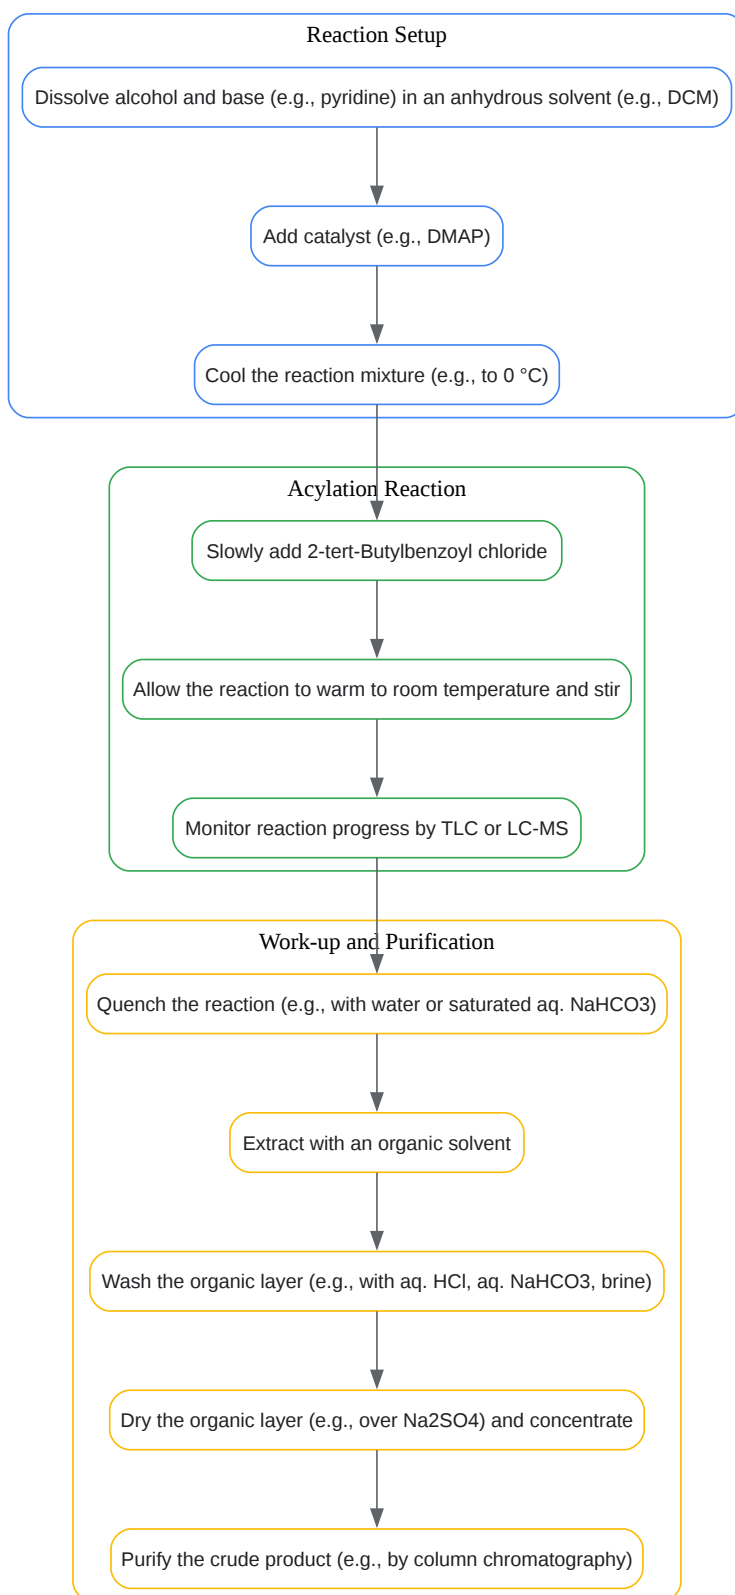 Reaction Setup
Dissolve alcohol and base (e.g., pyridine) in an anhydrous solvent (e.g., DCM)
Add catalyst (e.g., DMAP)
Cool the reaction mixture (e.g., to 0 °C)
Acylation Reaction
Slowly add 2-tert-Butylbenzoyl chloride
Allow the reaction to warm to room temperature and stir
Monitor reaction progress by TLC or LC-MS
Work-up and Purification
Quench the reaction (e.g., with water or saturated aq. NaHCO3)
Extract with an organic solvent
Wash the organic layer (e.g., with aq. HCl, aq. NaHCO3, brine)
Dry the organic layer (e.g., over Na2SO4) and concentrate
Purify the crude product (e.g., by column chromatography)